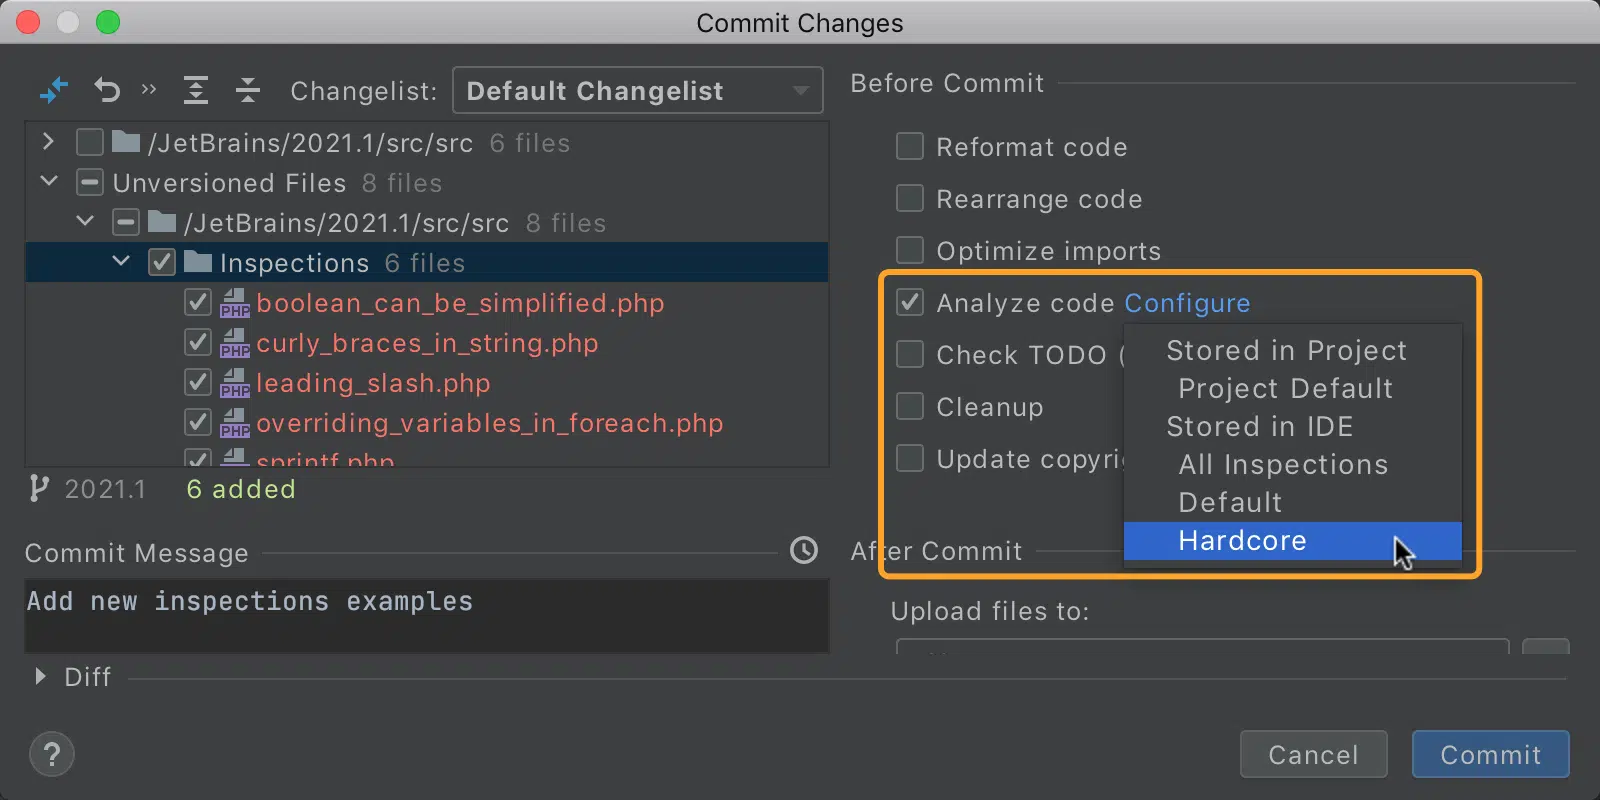 Commit Changes
Changelist: Default Changelist
/JetBrains/2021.1/src/src 6 files
Unversioned Files 8 files
/JetBrains/2021.1/src/src 8 files
Inspections 6 files
PHP boolean_can_be_simplified.php
PHP curly_braces_in_string.php
PHP leading_slash.php
PHP overriding_variables_in_foreach.php
sprintf.php
2021.1 6 added
Commit Message
Add new inspections examples
Diff
Before Commit
Reformat code
Rearrange code
Optimize imports
Analyze code Configure
Check TODO (
Cleanup
Update copyri
Stored in Project
Project Default
Stored in IDE
All Inspections
Default
Hardcore
After Commit
Upload files to:
?
Cancel
Commit